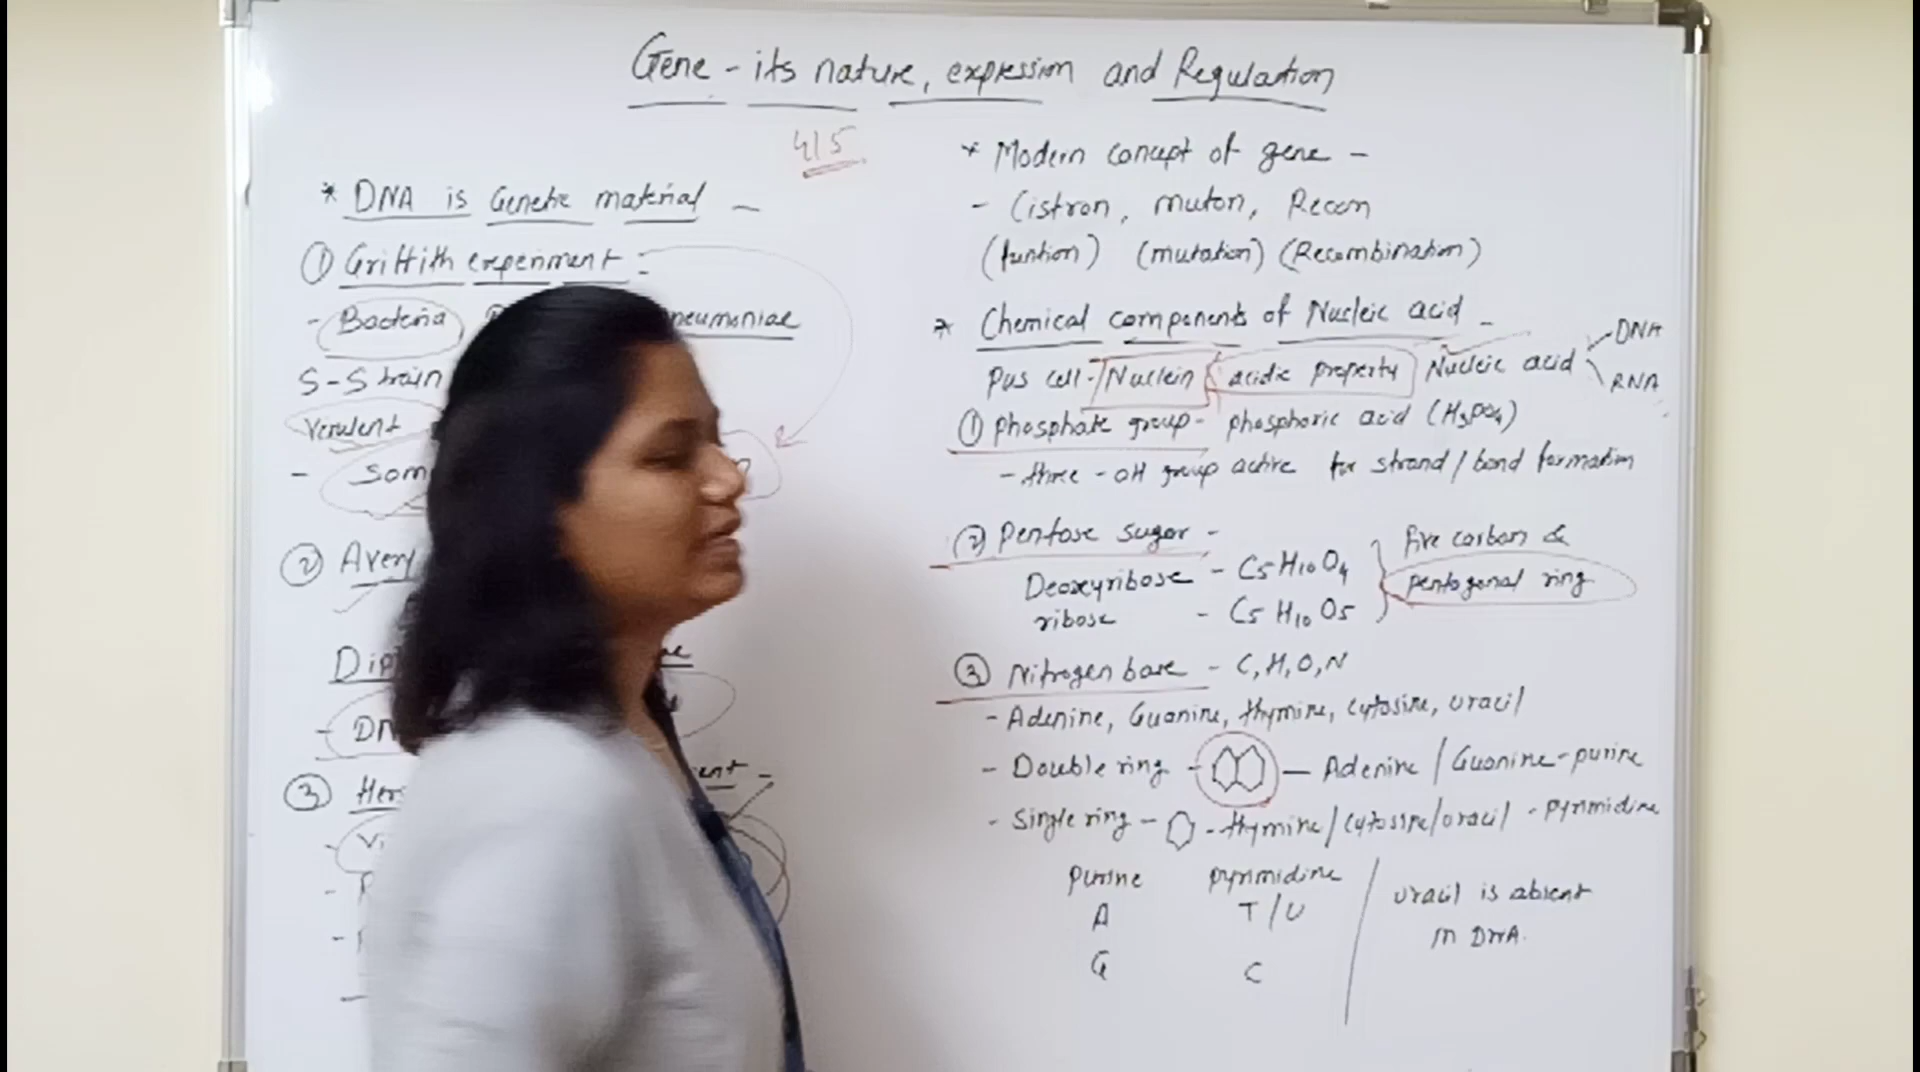 Gene - its nature, expression and Regulation
415
* DNA is Genetic material -
① Griffith experiment :
- Bacteria pneumoniae
S-Strain
Virulent
- Som
② Avery
Dip
- DN
③ Her ent -
- Vi
* Modern concept of gene -
- Cistron, muton, Recon
(funtion) (mutation) (Recombination)
* Chemical components of Nucleic acid -
Pus cell - Nuclein acidic property Nucleic acid DNA
RNA
① Phosphate group - phosphoric acid (H3PO4)
- three -OH group active for strand/bond formation
② Pentose sugar -
Deoxyribose - C5H10O4
ribose - C5H10O5
five carbon &
pentagonal ring
③ Nitrogen base - C,H,O,N
- Adenine, Guanine, thymine, cytosine, uracil
- Double ring - - Adenine / Guanine - purine
- Single ring - - thymine/cytosine/uracil - pyrimidine
Purine pyrimidine
A T/U
G C
uracil is absent
in DNA.